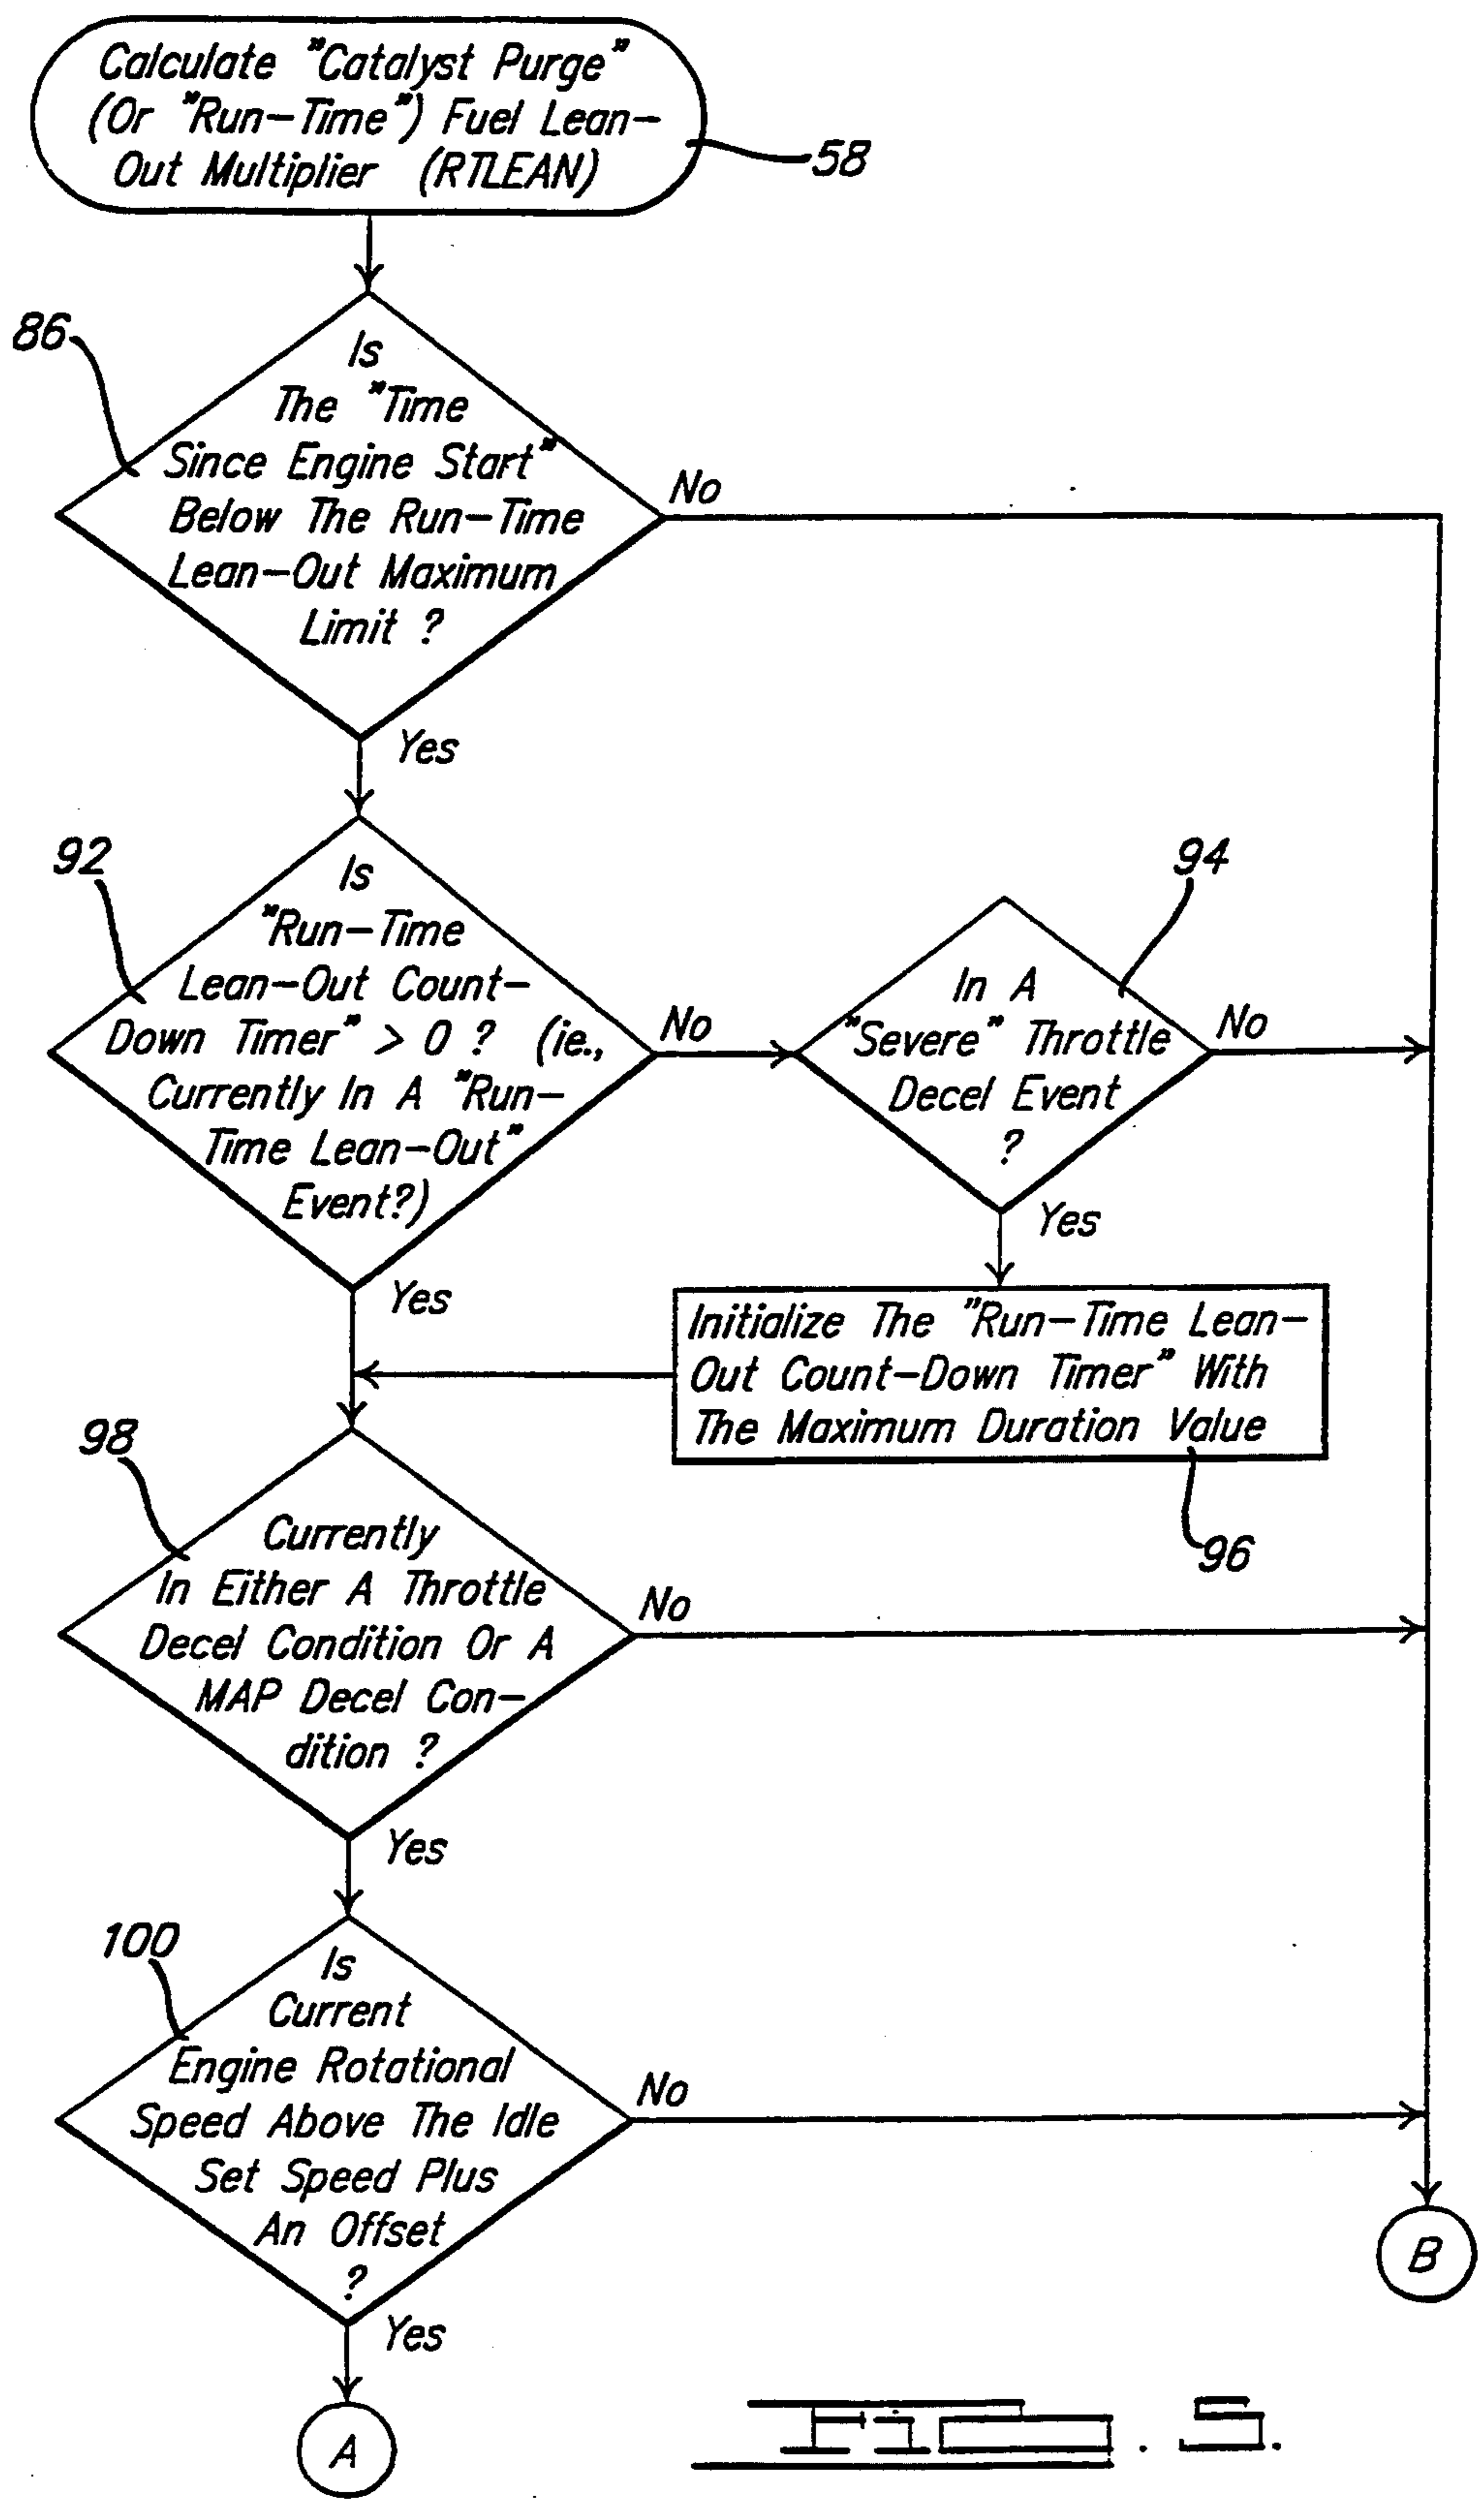 Calculate "Catalyst Purge"
(Or "Run-Time") Fuel Lean-
Out Multiplier (RTLEAN)
58
86
Is
The "Time
Since Engine Start"
Below The Run-Time
Lean-Out Maximum
Limit ?
No
Yes
92
Is
"Run-Time
Lean-Out Count-
Down Timer" > 0 ? (ie.,
Currently In A "Run-
Time Lean-Out"
Event?)
No
Yes
94
In A
"Severe" Throttle
Decel Event
?
No
Yes
Initialize The "Run-Time Lean-
Out Count-Down Timer" With
The Maximum Duration Value
96
98
Currently
In Either A Throttle
Decel Condition Or A
MAP Decel Con-
dition ?
No
Yes
100
Is
Current
Engine Rotational
Speed Above The Idle
Set Speed Plus
An Offset
?
No
Yes
B
A
FIG. 5.